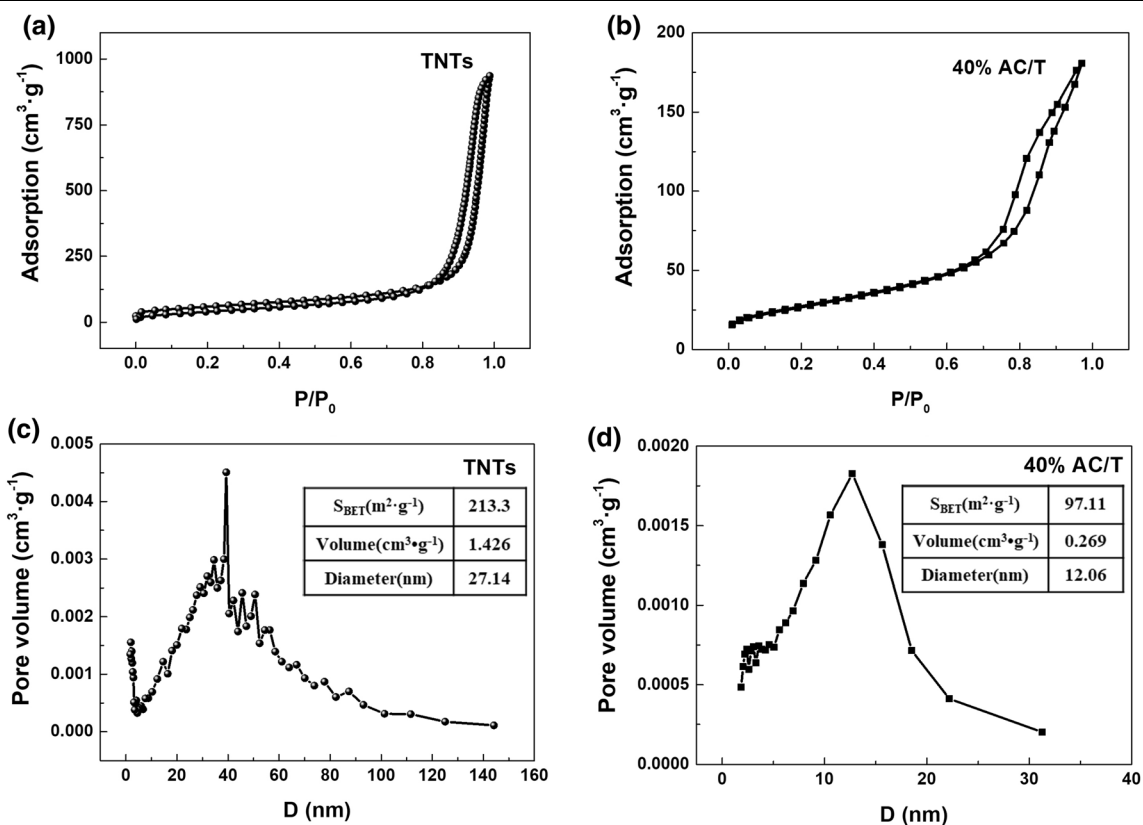 (a)
TNTs
1000
750
500
250
0
Adsorption (cm³·g⁻¹)
0.0 0.2 0.4 0.6 0.8 1.0
P/P₀
(b)
40% AC/T
200
150
100
50
0
Adsorption (cm³·g⁻¹)
0.0 0.2 0.4 0.6 0.8 1.0
P/P₀
(c)
TNTs
0.005
0.004
0.003
0.002
0.001
0.000
Pore volume (cm³·g⁻¹)
S_BET(m²·g⁻¹) 213.3
Volume(cm³•g⁻¹) 1.426
Diameter(nm) 27.14
0 20 40 60 80 100 120 140 160
D (nm)
(d)
40% AC/T
0.0020
0.0015
0.0010
0.0005
0.0000
Pore volume (cm³·g⁻¹)
S_BET(m²·g⁻¹) 97.11
Volume(cm³•g⁻¹) 0.269
Diameter(nm) 12.06
0 10 20 30 40
D (nm)